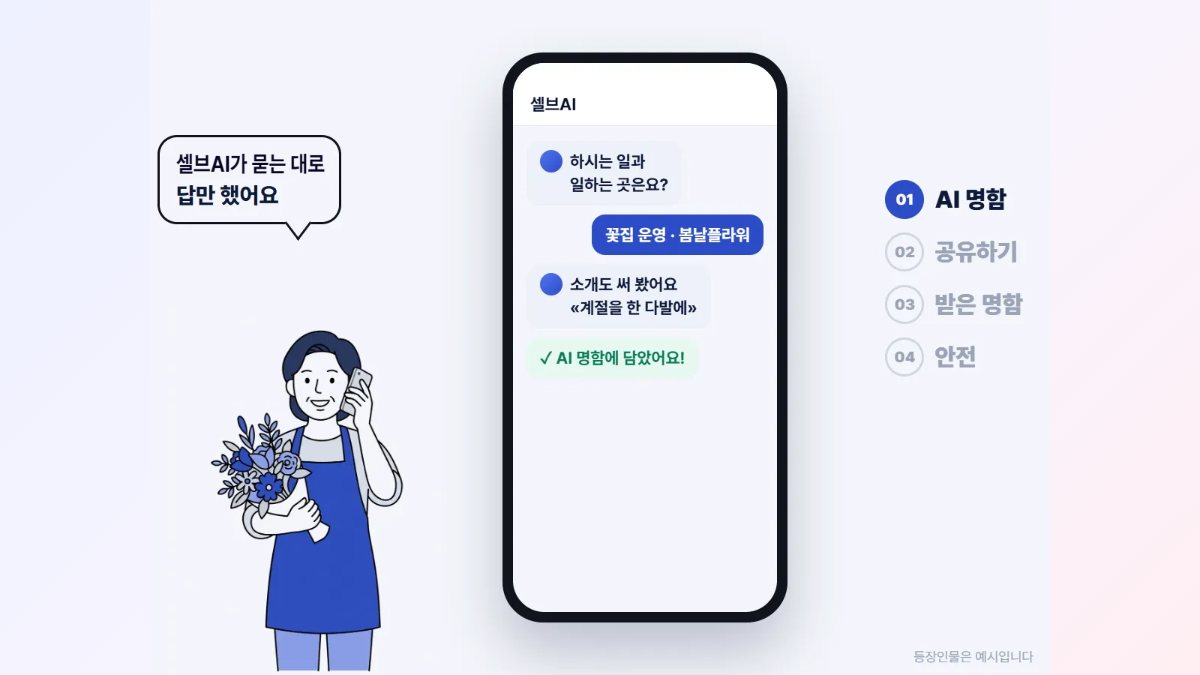 셀브AI가 묻는 대로
답만 했어요
셀브AI
하시는 일과
일하는 곳은요?
꽃집 운영 · 봄날플라워
소개도 써 봤어요
«계절을 한 다발에»
✓ AI 명함에 담았어요!
01 AI 명함
02 공유하기
03 받은 명함
04 안전
등장인물은 예시입니다